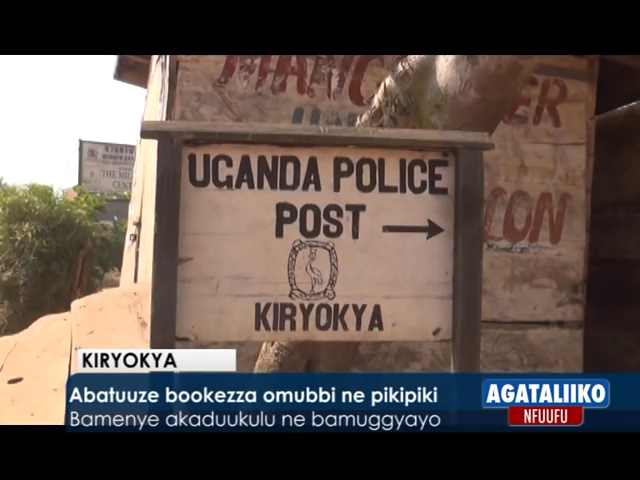 UGANDA POLICE
POST
KIRYOKYA
KIRYOKYA
Abatuuze bookezza omubbi ne pikipiki
Bamenye akaduukulu ne bamuggyayo
AGATALIIKO
NFUUFU